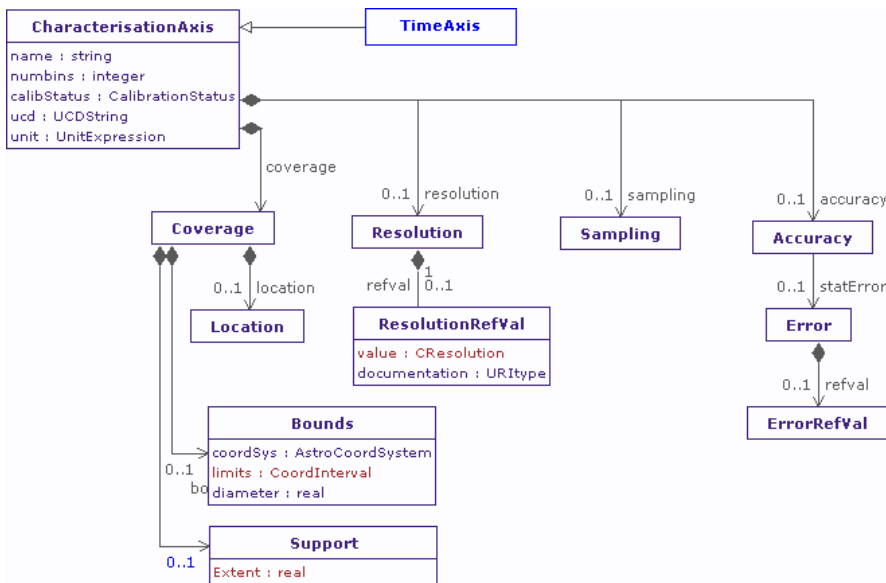 CharacterisationAxis
TimeAxis
name : string
numbins : integer
calibStatus : CalibrationStatus
ucd : UCDString
unit : UnitExpression
coverage
0..1 resolution
0..1 sampling
0..1 accuracy
Coverage
Resolution
Sampling
Accuracy
0..1 location
refval
1
0..1
0..1 statError
Location
ResolutionRefVal
value : CResolution
documentation : URItype
Error
0..1 refval
ErrorRefVal
Bounds
coordSys : AstroCoordSystem
0..1
limits : CoordInterval
bo
diameter : real
Support
0..1
Extent : real